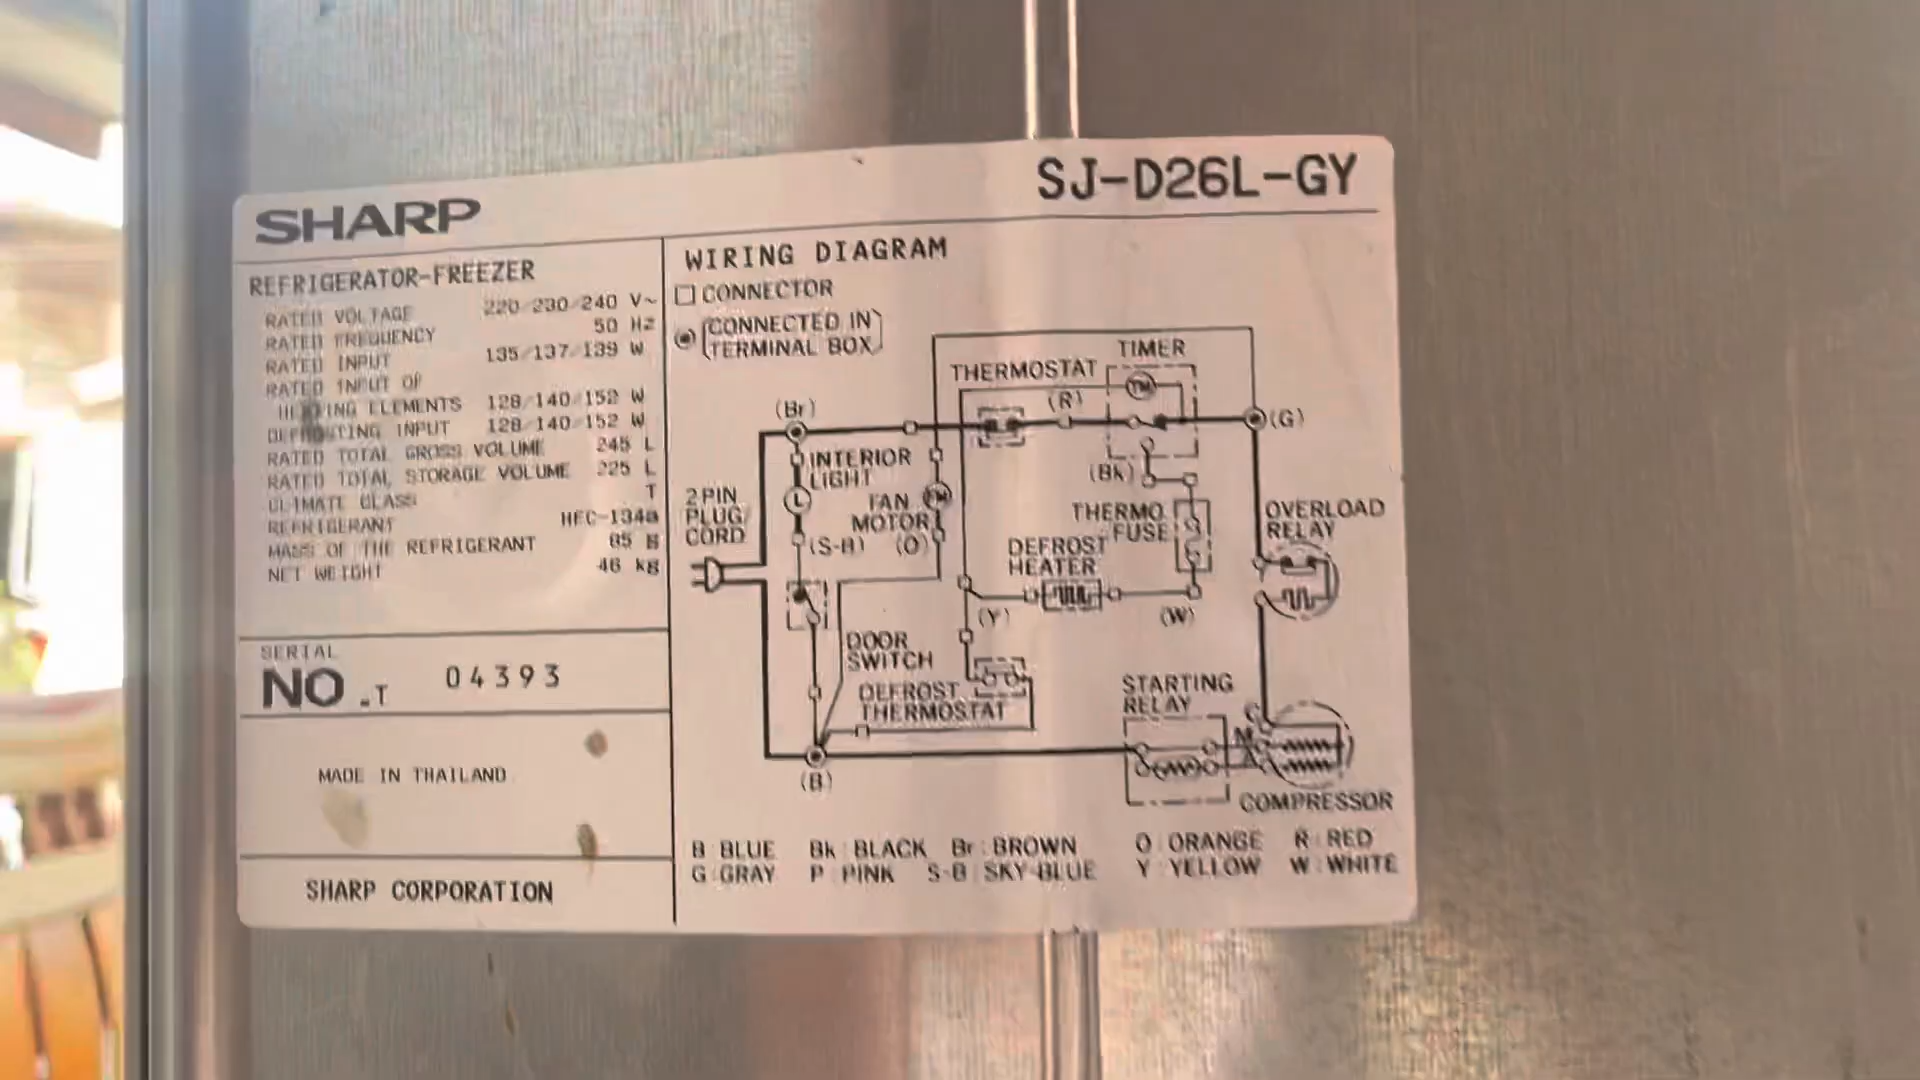 SHARP
SJ-D26L-GY
REFRIGERATOR-FREEZER
RATED VOLTAGE 220/230/240 V~
RATED FREQUENCY 50 Hz
RATED INPUT 135/137/139 W
RATED INPUT OF
HEATING ELEMENTS 128/140/152 W
DEFROSTING INPUT 128/140/152 W
RATED TOTAL GROSS VOLUME 245 L
RATED TOTAL STORAGE VOLUME 225 L
CLIMATE CLASS T
REFRIGERANT HFC-134a
MASS OF THE REFRIGERANT 85 g
NET WEIGHT 46 kg
SERIAL
NO.-T 04393
MADE IN THAILAND
SHARP CORPORATION
WIRING DIAGRAM
CONNECTOR
(CONNECTED IN
TERMINAL BOX)
TIMER
THERMOSTAT
TM
(Br)
(R)
(G)
INTERIOR
LIGHT
L
(Bk)
2 PIN
PLUG
CORD
FAN
MOTOR
FM
THERMO
FUSE
OVERLOAD
RELAY
(S-B)
(O)
DEFROST
HEATER
(Y)
(W)
DOOR
SWITCH
DEFROST
THERMOSTAT
STARTING
RELAY
C
M
A
(B)
COMPRESSOR
B : BLUE Bk : BLACK Br : BROWN O : ORANGE R : RED
G : GRAY P : PINK S-B : SKY-BLUE Y : YELLOW W : WHITE